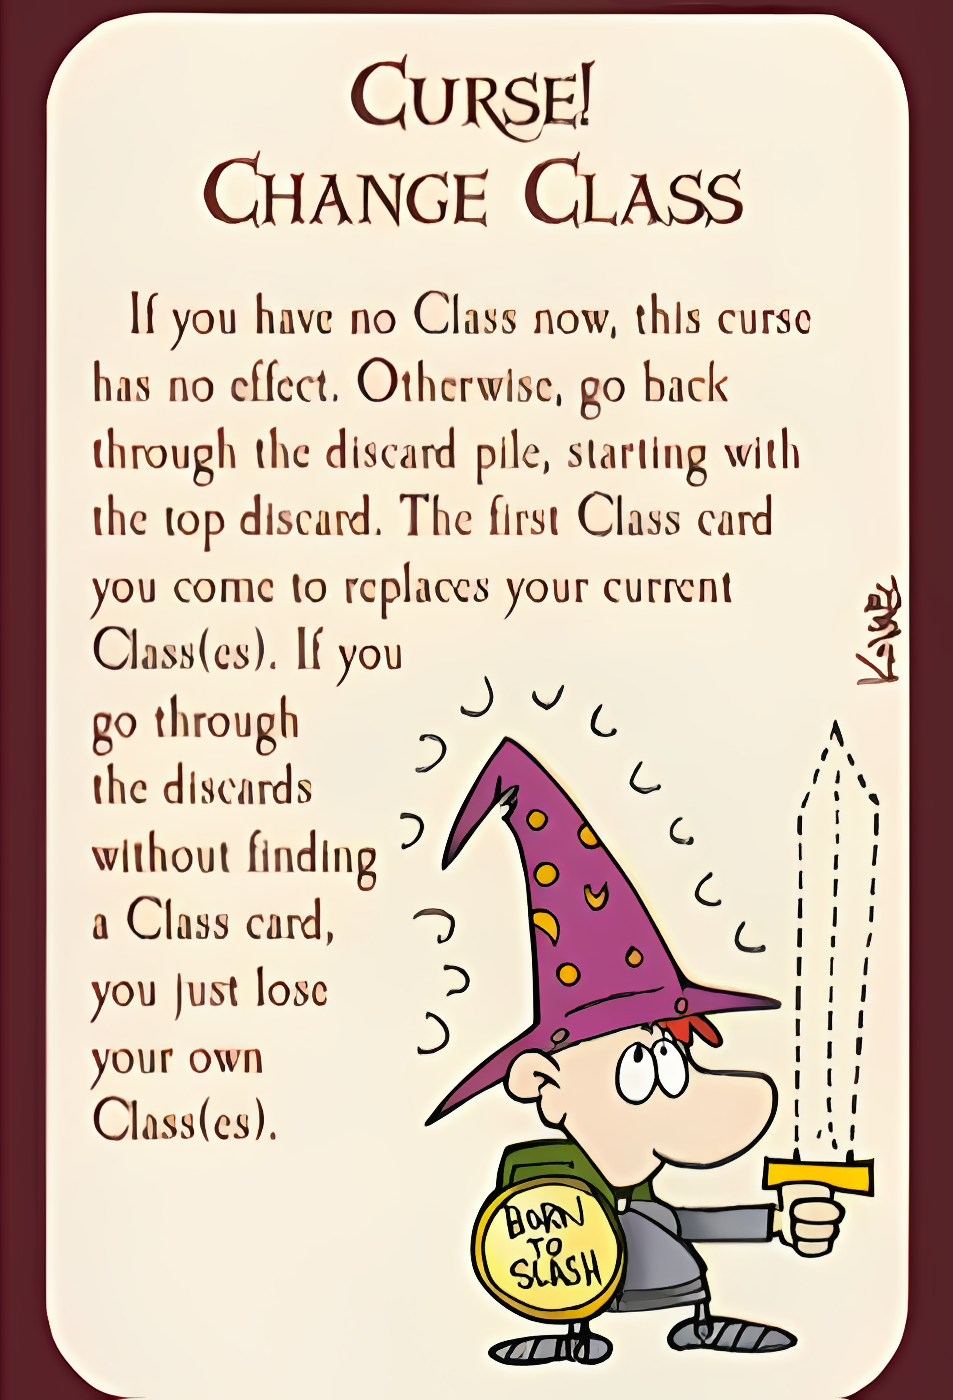 CURSE!
CHANGE CLASS
If you have no Class now, this curse
has no effect. Otherwise, go back
through the discard pile, starting with
the top discard. The first Class card
you come to replaces your current
Class(es). If you
go through
the discards
without finding
a Class card,
you just lose
your own
Class(es).
BORN
TO
SLASH